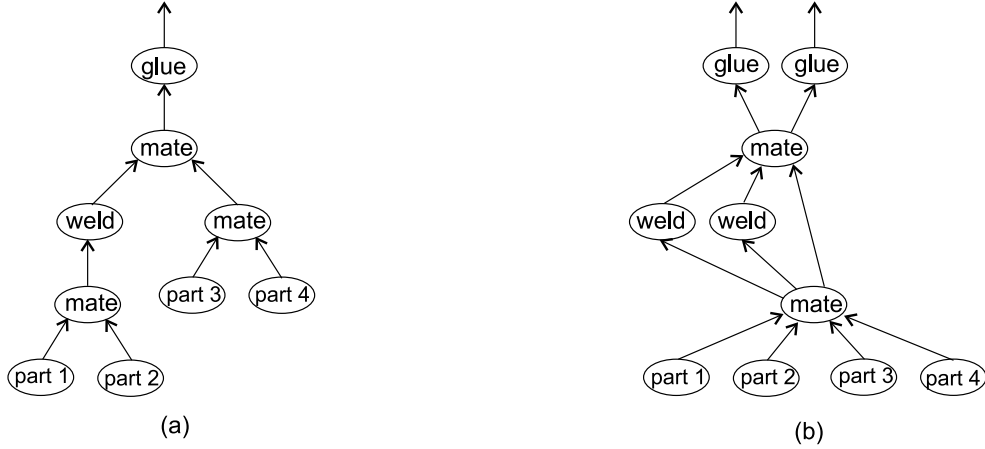 glue
mate
weld
mate
mate
part 3
part 4
part 1
part 2
(a)
glue
glue
mate
weld
weld
mate
part 1
part 2
part 3
part 4
(b)